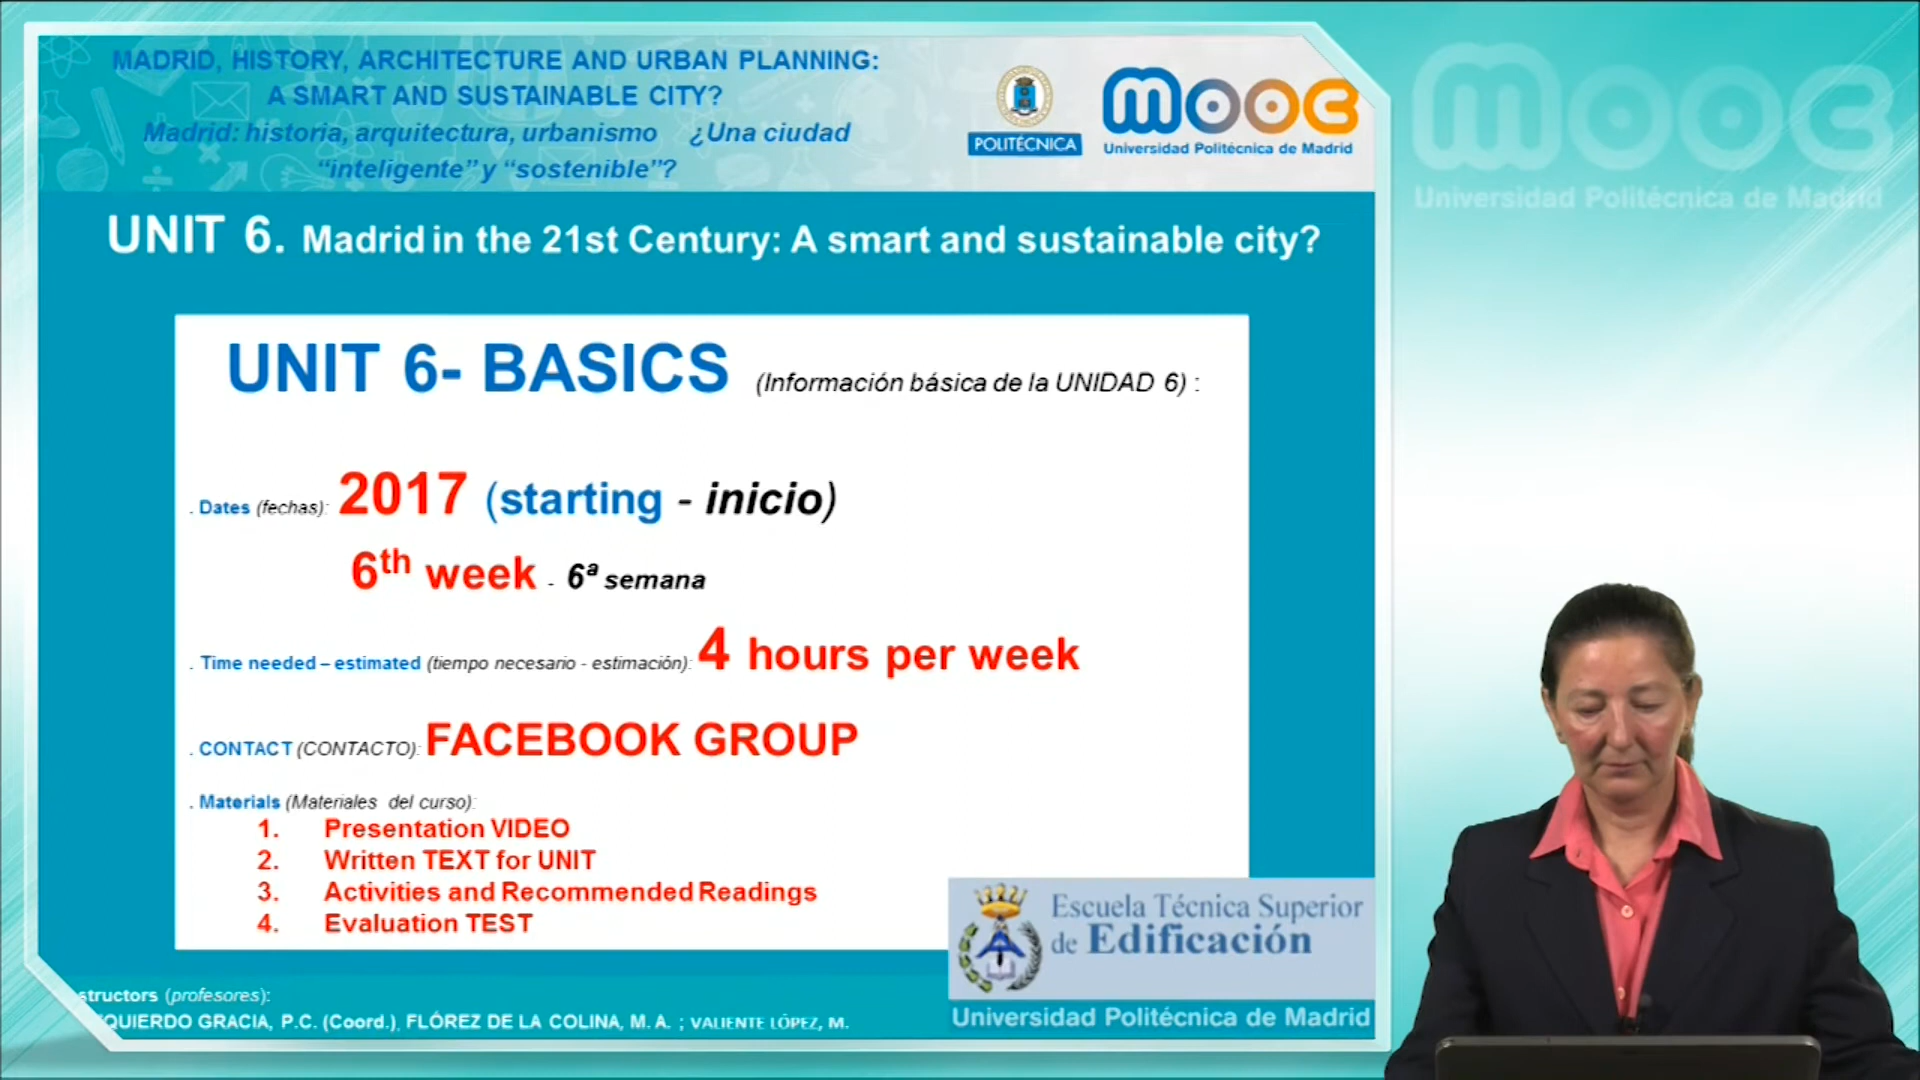 MADRID, HISTORY, ARCHITECTURE AND URBAN PLANNING:
A SMART AND SUSTAINABLE CITY?
Madrid: historia, arquitectura, urbanismo ¿Una ciudad
“inteligente” y “sostenible”?
POLITÉCNICA
mooc
Universidad Politécnica de Madrid
mooc
Universidad Politécnica de Madrid
UNIT 6. Madrid in the 21st Century: A smart and sustainable city?
UNIT 6- BASICS (Información básica de la UNIDAD 6) :
. Dates (fechas): 2017 (starting - inicio)
6th week - 6ª semana
. Time needed – estimated (tiempo necesario - estimación): 4 hours per week
. CONTACT (CONTACTO): FACEBOOK GROUP
. Materials (Materiales del curso):
1. Presentation VIDEO
2. Written TEXT for UNIT
3. Activities and Recommended Readings
4. Evaluation TEST
Escuela Técnica Superior
de Edificación
Universidad Politécnica de Madrid
structors (profesores):
QUIERDO GRACIA, P.C. (Coord.), FLÓREZ DE LA COLINA, M. A. ; VALIENTE LÓPEZ, M.